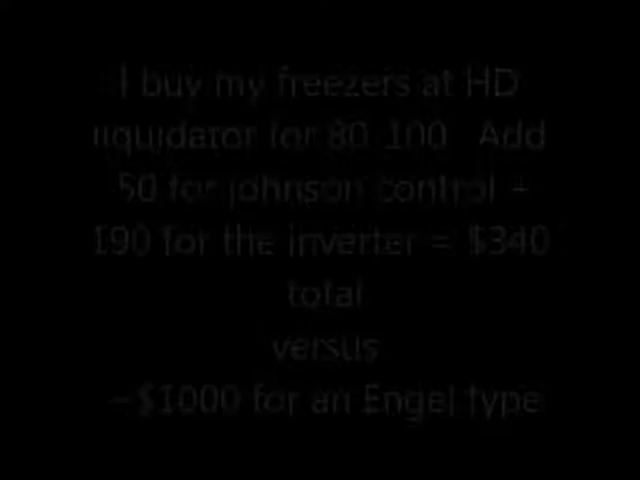 I buy my freezers at HD
liquidator for 80-100. Add
50 for johnson control +
190 for the inverter = $340
total
versus
~$1000 for an Engel type